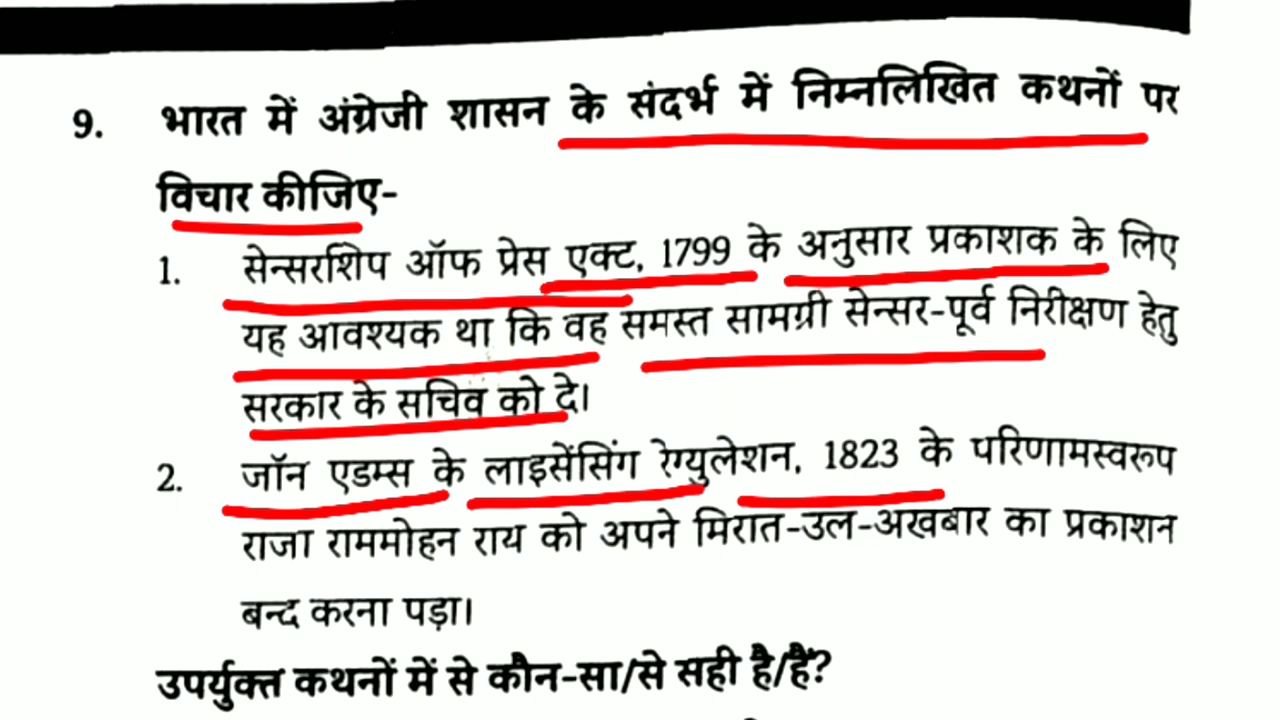 9. भारत में अंग्रेजी शासन के संदर्भ में निम्नलिखित कथनों पर
विचार कीजिए-
1. सेन्सरशिप ऑफ प्रेस एक्ट, 1799 के अनुसार प्रकाशक के लिए
यह आवश्यक था कि वह समस्त सामग्री सेन्सर-पूर्व निरीक्षण हेतु
सरकार के सचिव को दे।
2. जॉन एडम्स के लाइसेंसिंग रेग्युलेशन, 1823 के परिणामस्वरूप
राजा राममोहन राय को अपने मिरात-उल-अखबार का प्रकाशन
बन्द करना पड़ा।
उपर्युक्त कथनों में से कौन-सा/से सही है/हैं?